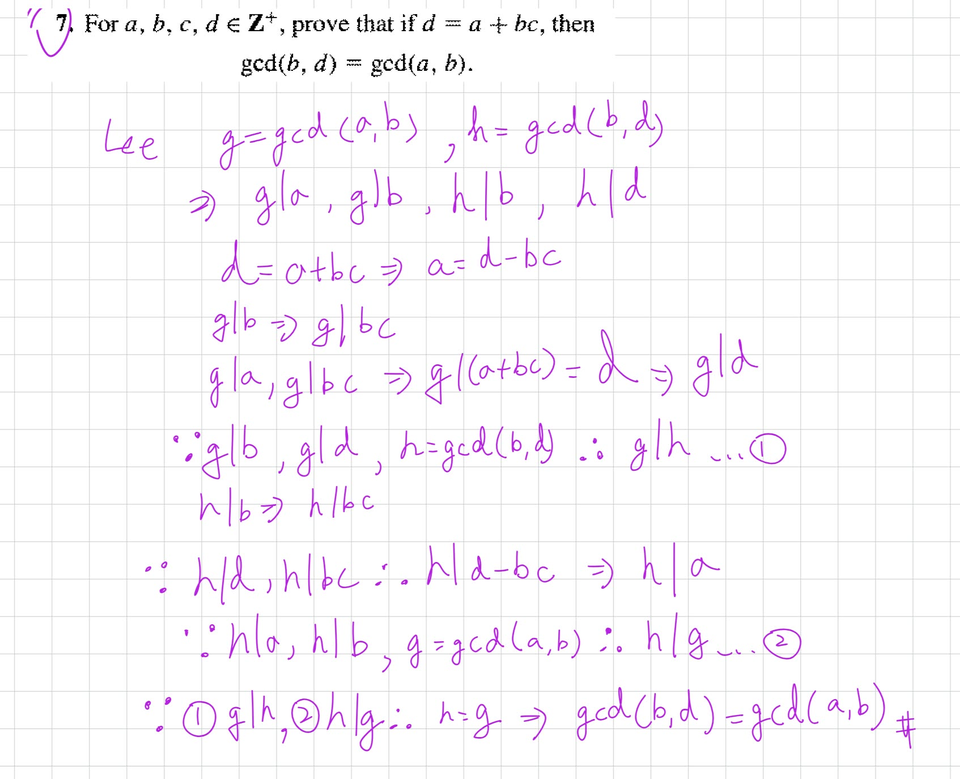 7. For a, b, c, d ∈ Z⁺, prove that if d = a + bc, then
gcd(b, d) = gcd(a, b).
Lee g=gcd(a,b), h=gcd(b,d)
⇒ g|a, g|b, h|b, h|d
d=a+bc ⇒ a=d-bc
g|b ⇒ g|bc
g|a, g|bc ⇒ g|(a+bc)=d ⇒ g|d
∵ g|b, g|d, h=gcd(b,d) ∴ g|h ...①
h|b ⇒ h|bc
∵ h|d, h|bc ∴ h|d-bc ⇒ h|a
∵ h|a, h|b, g=gcd(a,b) ∴ h|g ...②
∵ ① g|h, ② h|g ∴ h=g ⇒ gcd(b,d)=gcd(a,b) #